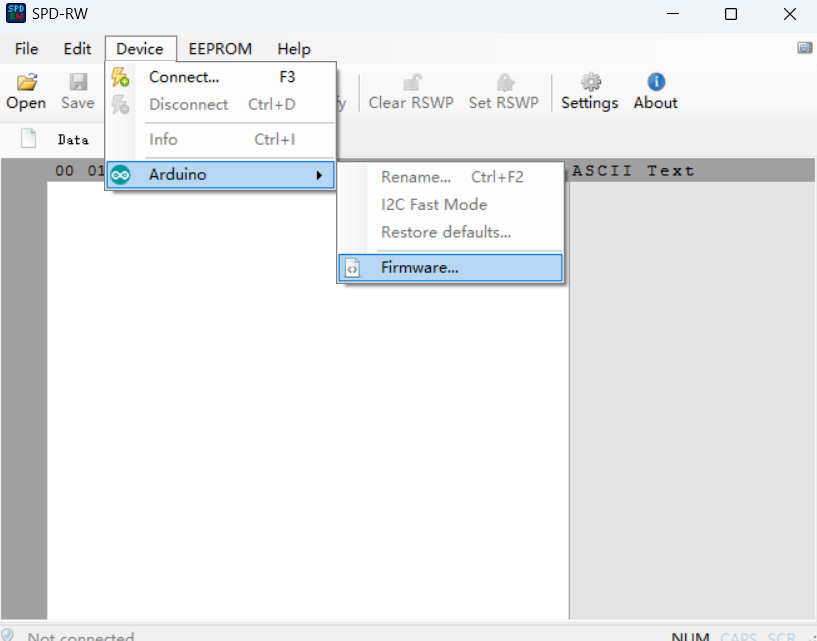 SPD-RW
File Edit Device EEPROM Help
Open Save Clear RSWP Set RSWP Settings About
Connect... F3
Disconnect Ctrl+D
Info Ctrl+I
Arduino
Data
00 01 ASCII Text
Rename... Ctrl+F2
I2C Fast Mode
Restore defaults...
Firmware...
Not connected NUM CAPS SCR